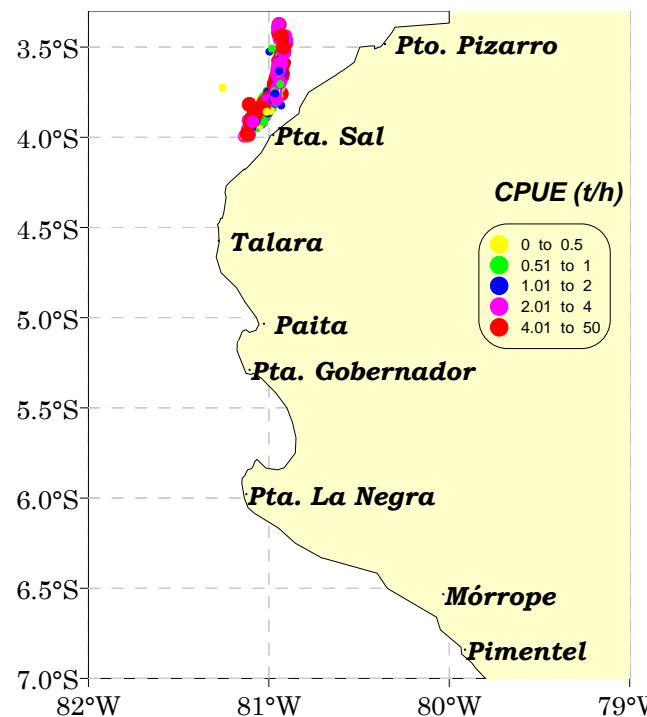 3.5°S
Pto. Pizarro
4.0°S
Pta. Sal
CPUE (t/h)
4.5°S
Talara
0 to 0.5
0.51 to 1
1.01 to 2
2.01 to 4
4.01 to 50
5.0°S
Paita
Pta. Gobernador
5.5°S
6.0°S
Pta. La Negra
6.5°S
Mórrope
Pimentel
7.0°S
82°W 81°W 80°W 79°W